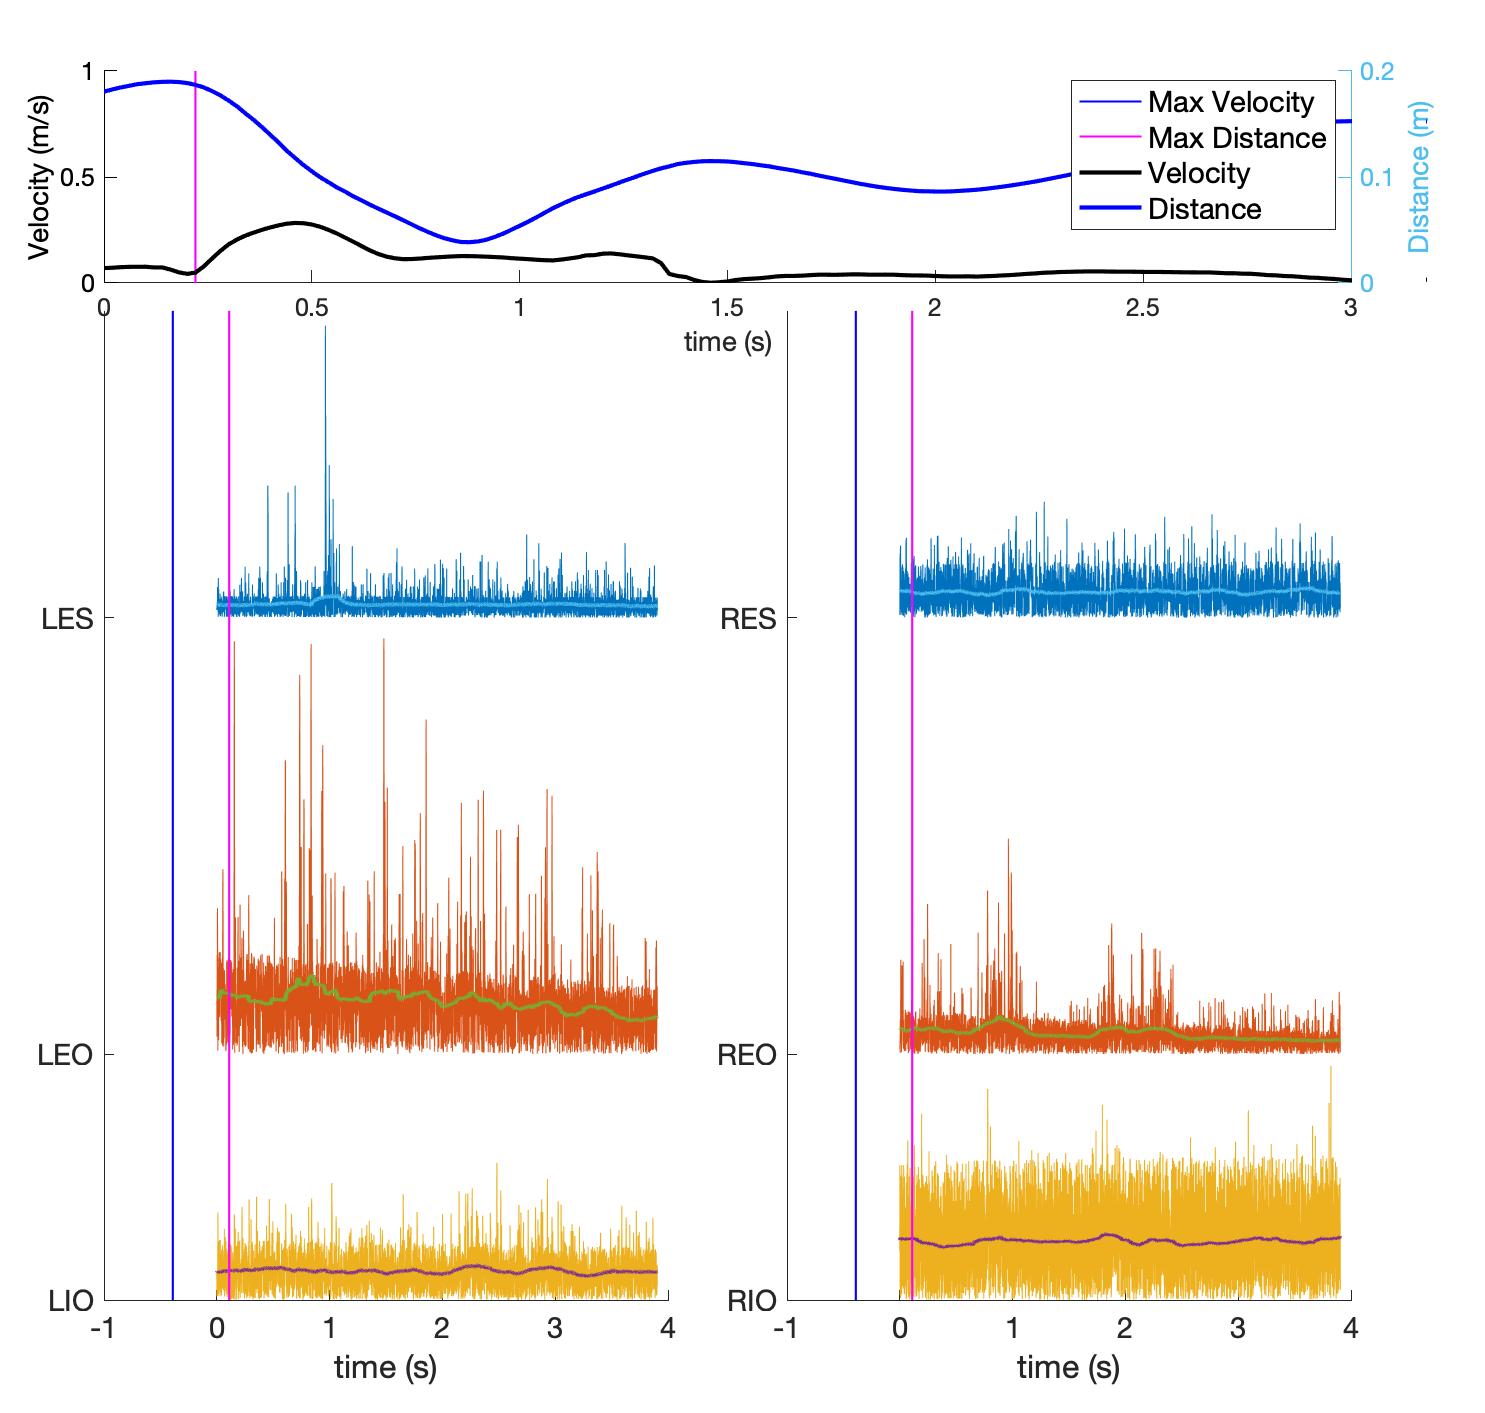 1
0.5
0
Velocity (m/s)
0.2
0.1
0
Distance (m)
Max Velocity
Max Distance
Velocity
Distance
0 0.5 1 1.5 2 2.5 3
time (s)
LES
LEO
LIO
-1 0 1 2 3 4
time (s)
RES
REO
RIO
-1 0 1 2 3 4
time (s)